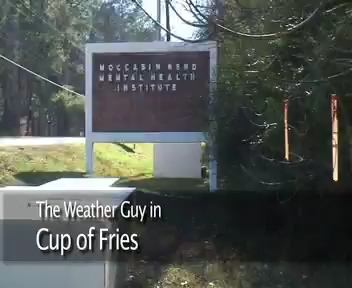 MOCCASIN BEND
MENTAL HEALTH
INSTITUTE
The Weather Guy in
Cup of Fries